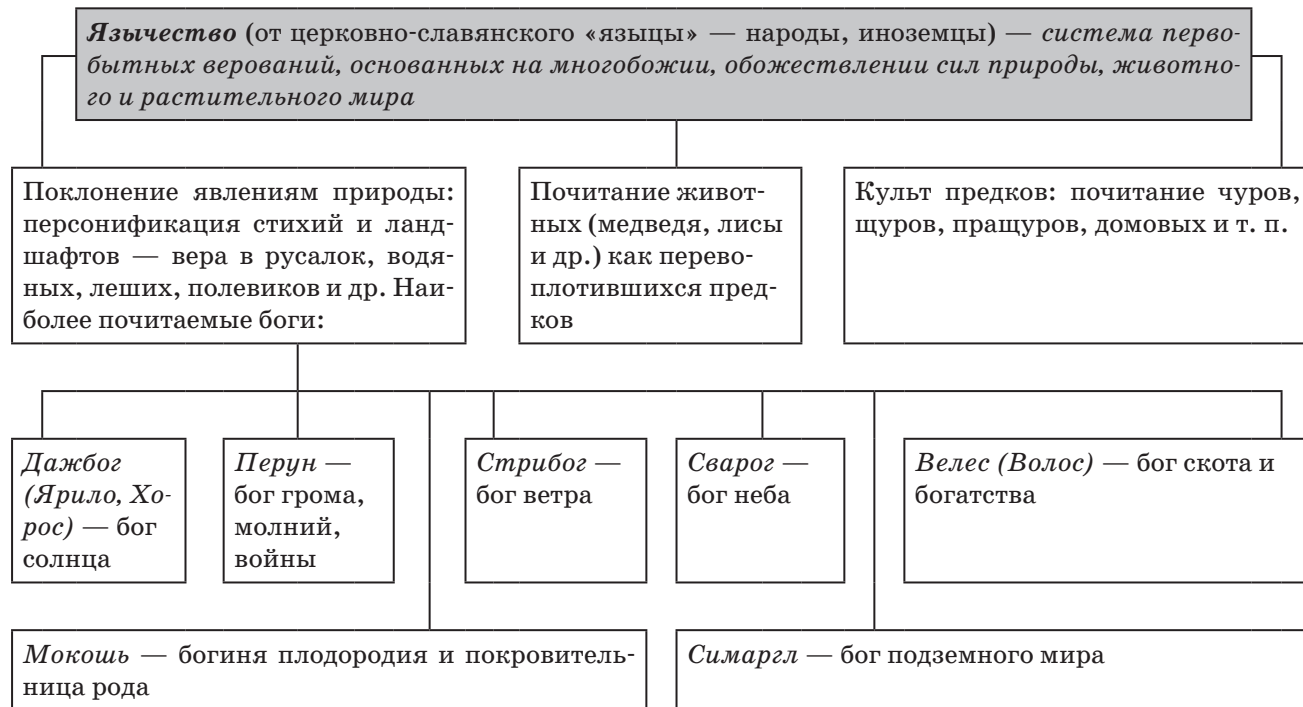 Язычество (от церковно-славянского «языцы» — народы, иноземцы) — система перво-
бытных верований, основанных на многобожии, обожествлении сил природы, животно-
го и растительного мира
Поклонение явлениям природы:
персонификация стихий и ланд-
шафтов — вера в русалок, водя-
ных, леших, полевиков и др. Наи-
более почитаемые боги:
Почитание живот-
ных (медведя, лисы
и др.) как перево-
плотившихся пред-
ков
Культ предков: почитание чуров,
щуров, пращуров, домовых и т. п.
Дажбог
(Ярило, Хо-
рос) — бог
солнца
Перун —
бог грома,
молний,
войны
Стрибог —
бог ветра
Сварог —
бог неба
Велес (Волос) — бог скота и
богатства
Мокошь — богиня плодородия и покровитель-
ница рода
Симаргл — бог подземного мира